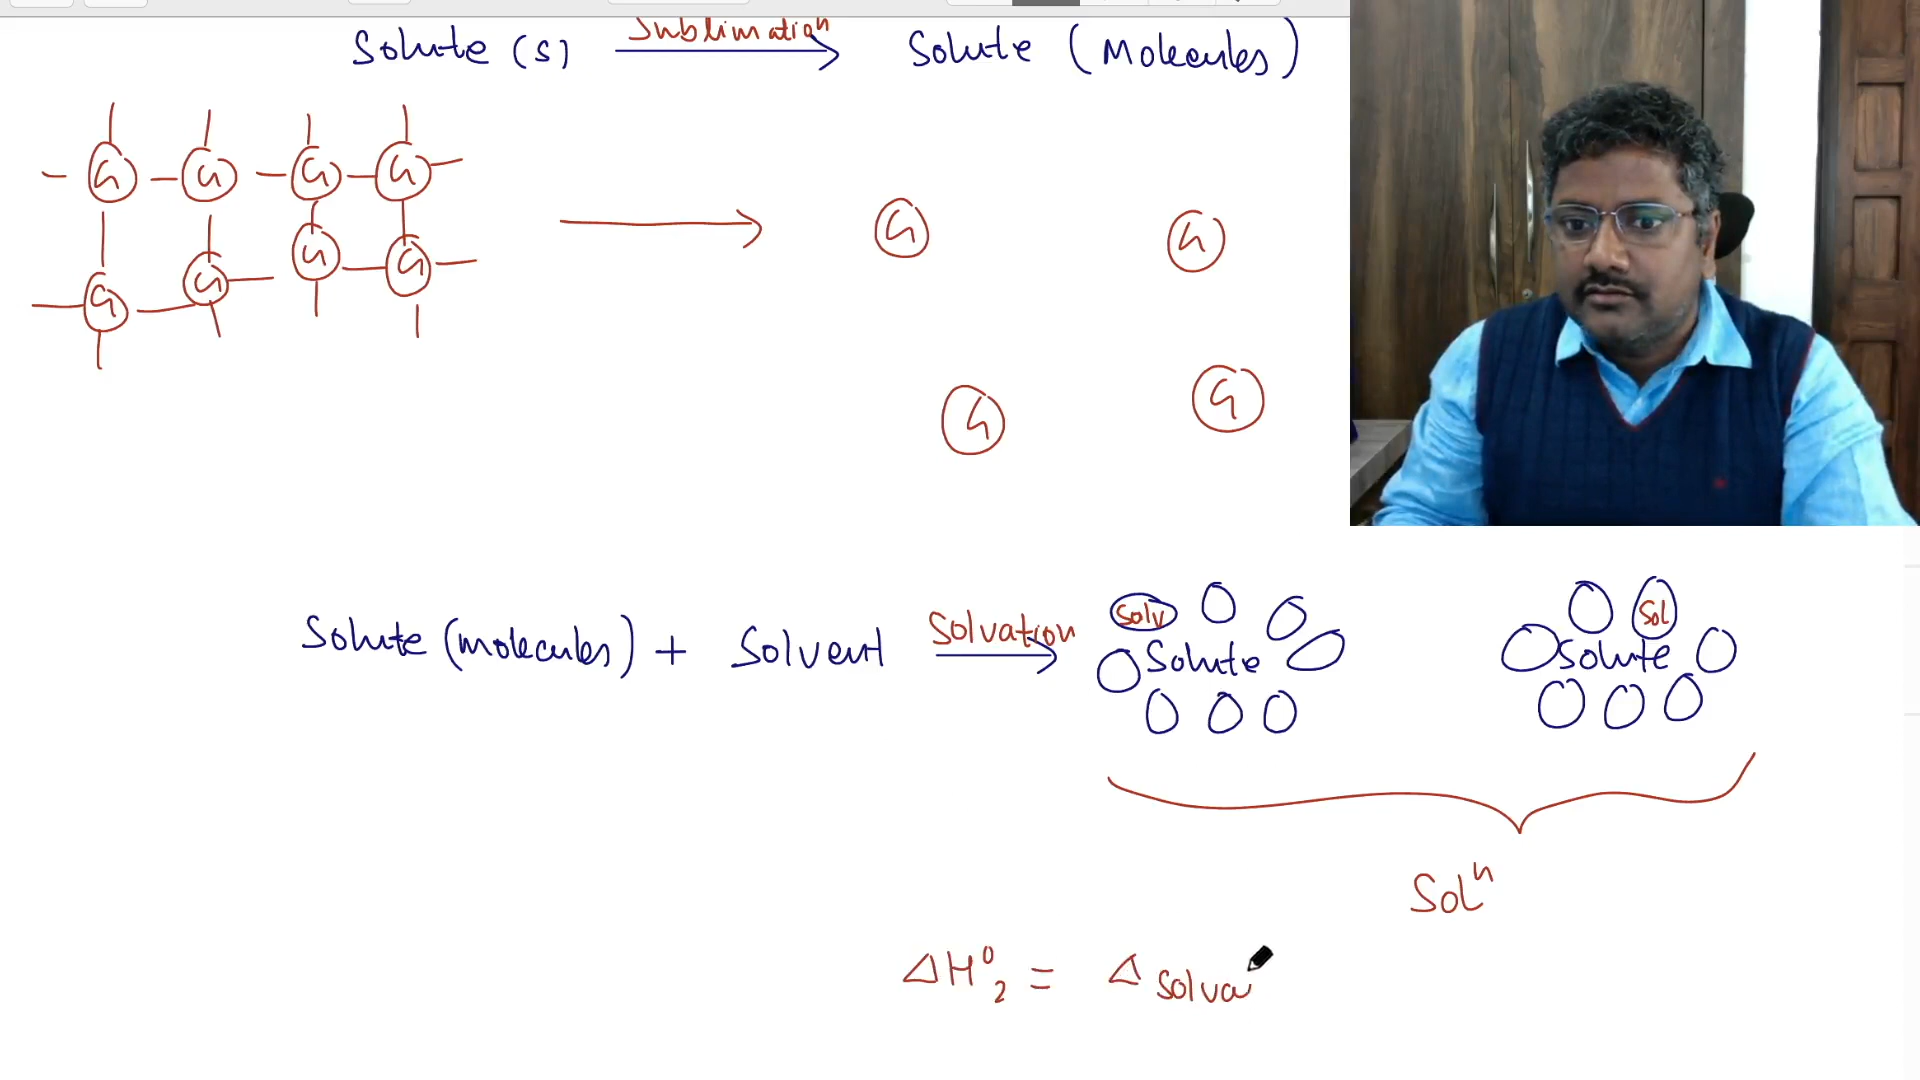 Solute (s) Sublimation Solute (Molecules)
G G G G
G G G G
G G
G G
Solute (molecules) + Solvent Solvation Solv Solute Sol Solute
Solⁿ
ΔH°₂ = Δ solva